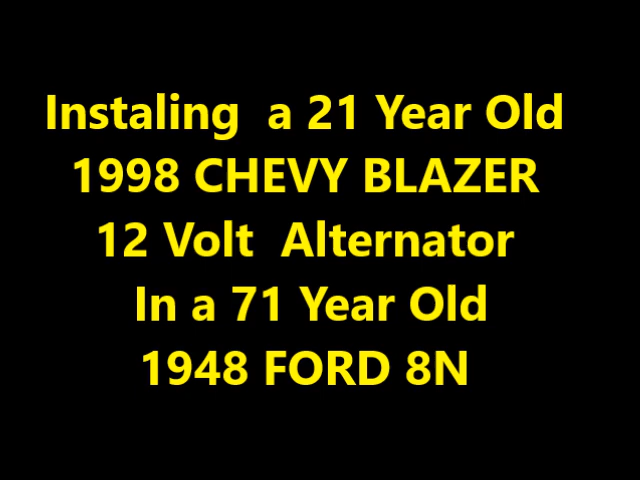 Instaling a 21 Year Old
1998 CHEVY BLAZER
12 Volt Alternator
In a 71 Year Old
1948 FORD 8N